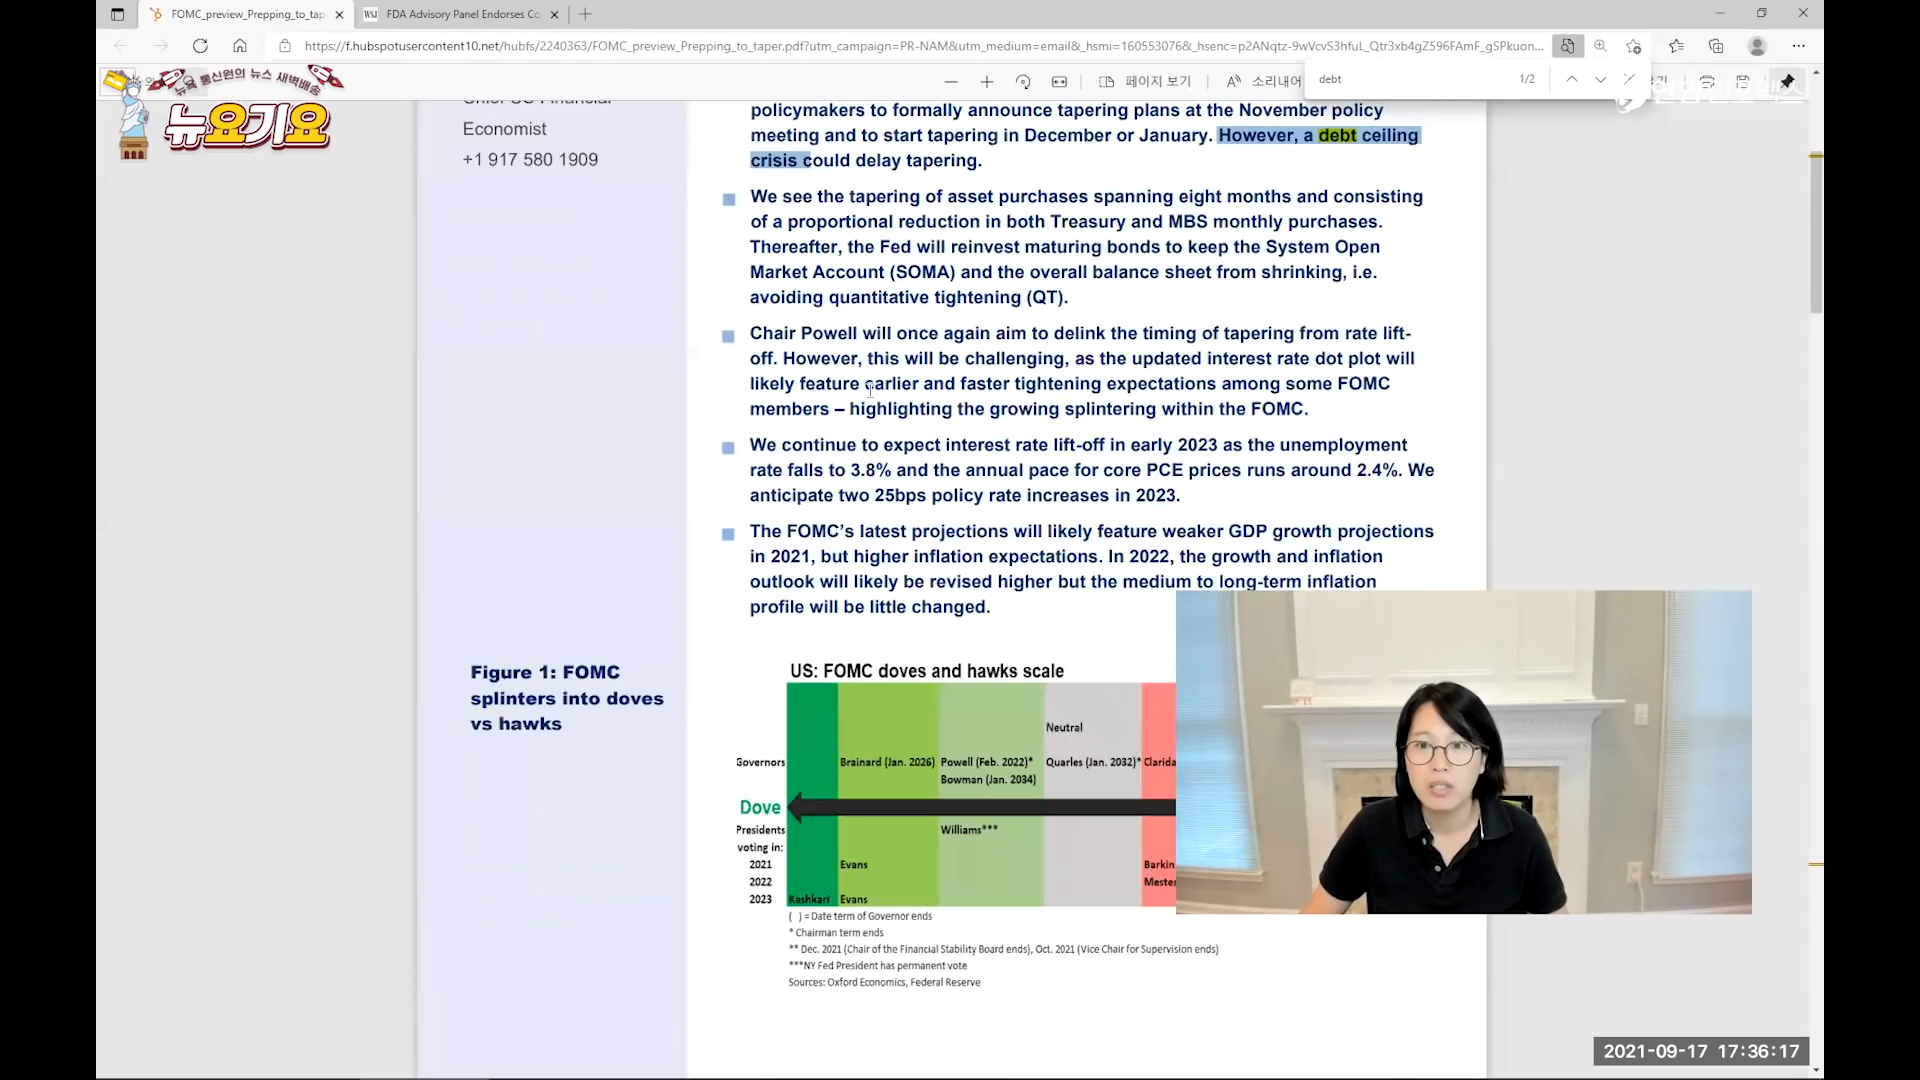 FOMC_preview_Prepping_to_tap
WSJ FDA Advisory Panel Endorses Co
https://f.hubspotusercontent10.net/hubfs/2240363/FOMC_preview_Prepping_to_taper.pdf?utm_campaign=PR-NAM&utm_medium=email&_hsmi=160553076&_hsenc=p2ANqtz-9wVcvS3hfuL_Qtr3xb4gZ596FAmF_gSPkuon...
뉴욕 통신원의 뉴스 새벽배송
뉴요기요
페이지 보기
소리내어
debt
1/2
Economist
+1 917 580 1909
policymakers to formally announce tapering plans at the November policy
meeting and to start tapering in December or January. However, a debt ceiling
crisis could delay tapering.
We see the tapering of asset purchases spanning eight months and consisting
of a proportional reduction in both Treasury and MBS monthly purchases.
Thereafter, the Fed will reinvest maturing bonds to keep the System Open
Market Account (SOMA) and the overall balance sheet from shrinking, i.e.
avoiding quantitative tightening (QT).
Chair Powell will once again aim to delink the timing of tapering from rate lift-
off. However, this will be challenging, as the updated interest rate dot plot will
likely feature earlier and faster tightening expectations among some FOMC
members – highlighting the growing splintering within the FOMC.
We continue to expect interest rate lift-off in early 2023 as the unemployment
rate falls to 3.8% and the annual pace for core PCE prices runs around 2.4%. We
anticipate two 25bps policy rate increases in 2023.
The FOMC’s latest projections will likely feature weaker GDP growth projections
in 2021, but higher inflation expectations. In 2022, the growth and inflation
outlook will likely be revised higher but the medium to long-term inflation
profile will be little changed.
Figure 1: FOMC
splinters into doves
vs hawks
US: FOMC doves and hawks scale
Neutral
Governors Brainard (Jan. 2026) Powell (Feb. 2022)* Quarles (Jan. 2032)* Clarida
Bowman (Jan. 2034)
Dove
Presidents Williams***
voting in:
2021 Evans Barkin
2022 Mester
2023 Kashkari Evans
( ) = Date term of Governor ends
* Chairman term ends
** Dec. 2021 (Chair of the Financial Stability Board ends), Oct. 2021 (Vice Chair for Supervision ends)
***NY Fed President has permanent vote
Sources: Oxford Economics, Federal Reserve
2021-09-17 17:36:17